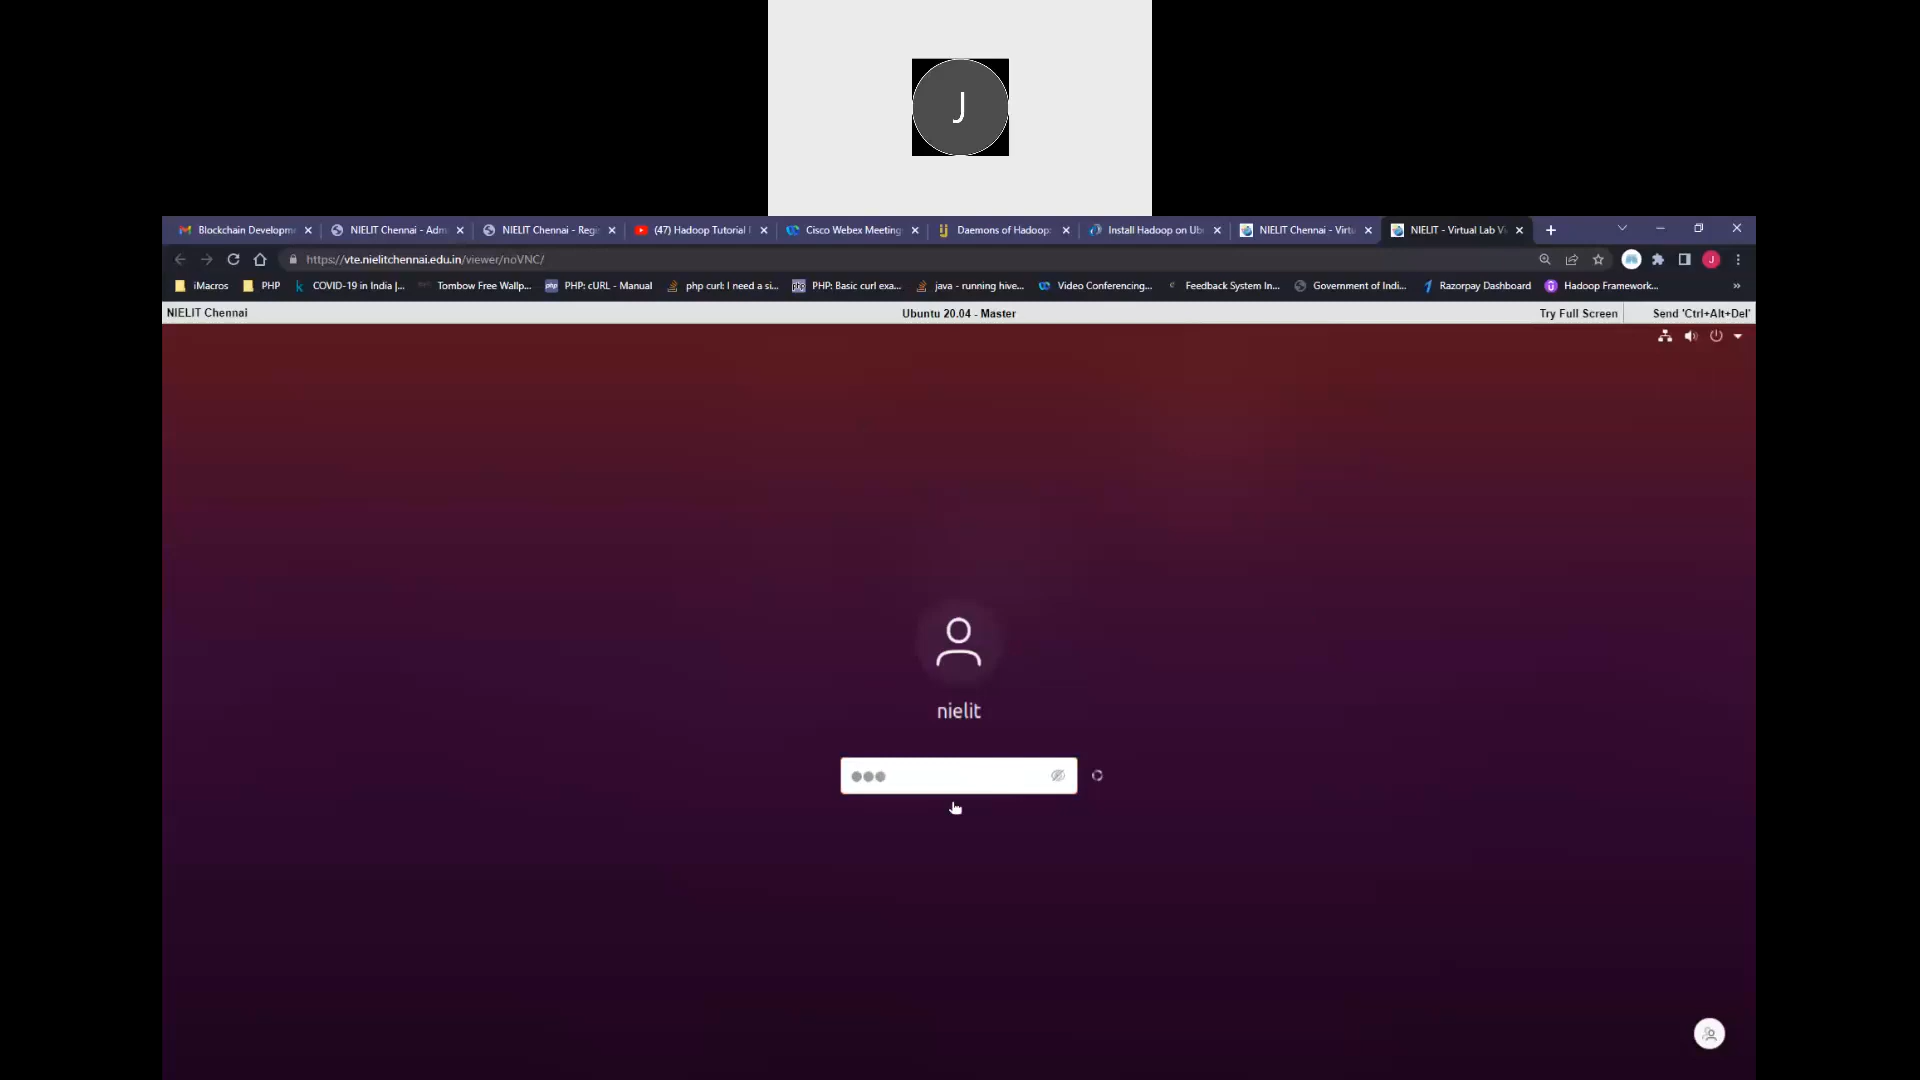 J
Blockchain Developm
NIELIT Chennai - Adm
NIELIT Chennai - Regi
(47) Hadoop Tutorial
Cisco Webex Meeting
Daemons of Hadoop:
Install Hadoop on Ub
NIELIT Chennai - Virtu
NIELIT - Virtual Lab V
https://vte.nielitchennai.edu.in/viewer/noVNC/
J
iMacros
PHP
COVID-19 in India |...
Tombow Free Wallp...
PHP: cURL - Manual
php curl: I need a si...
PHP: Basic curl exa...
java - running hive...
Video Conferencing...
Feedback System In...
Government of Indi...
Razorpay Dashboard
Hadoop Framework...
NIELIT Chennai
Ubuntu 20.04 - Master
Try Full Screen
Send 'Ctrl+Alt+Del'
nielit